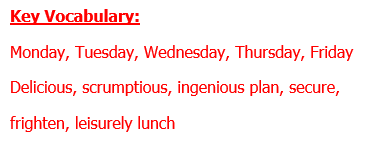 Key Vocabulary:
Monday, Tuesday, Wednesday, Thursday, Friday
Delicious, scrumptious, ingenious plan, secure,
frighten, leisurely lunch